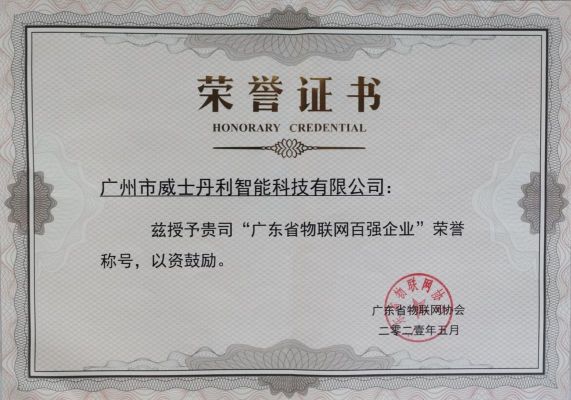 荣誉证书
HONORARY CREDENTIAL
广州市威士丹利智能科技有限公司：
兹授予贵司“广东省物联网百强企业”荣誉
称号，以资鼓励。
广东省物联网协会
二零二壹年五月